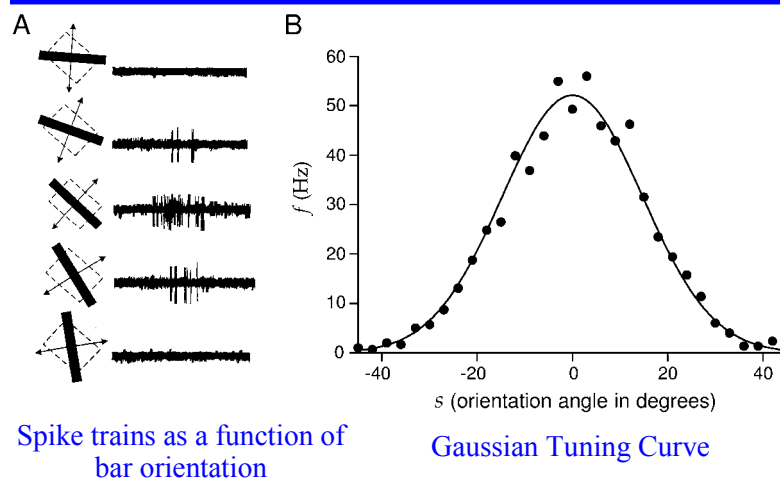 A
B
60
50
40
30
20
10
0
f (Hz)
-40
-20
0
20
40
s (orientation angle in degrees)
Spike trains as a function of
bar orientation
Gaussian Tuning Curve